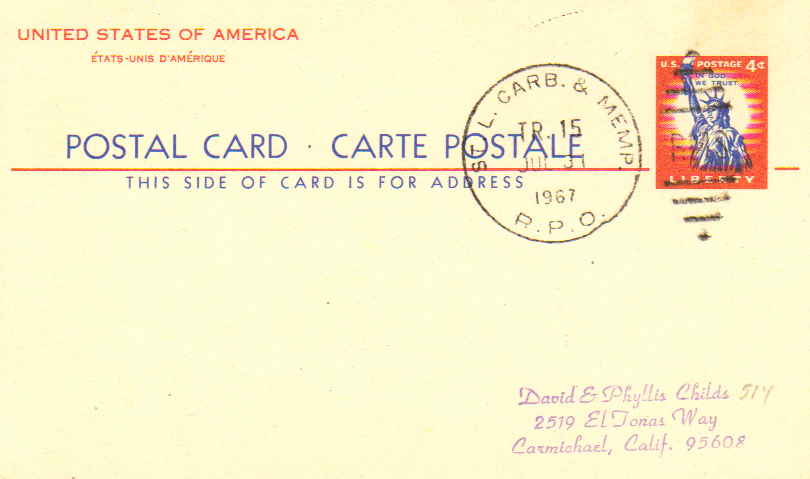 UNITED STATES OF AMERICA
ÉTATS-UNIS D'AMÉRIQUE
U.S. POSTAGE 4¢
IN GOD
WE TRUST
LIBERTY
POSTAL CARD · CARTE POSTALE
THIS SIDE OF CARD IS FOR ADDRESS
ST. L. CARB. & MEMP.
TR. 15
JUL 31
1967
R.P.O.
David & Phyllis Childs 514
2519 El Tonas Way
Carmichael, Calif. 95608